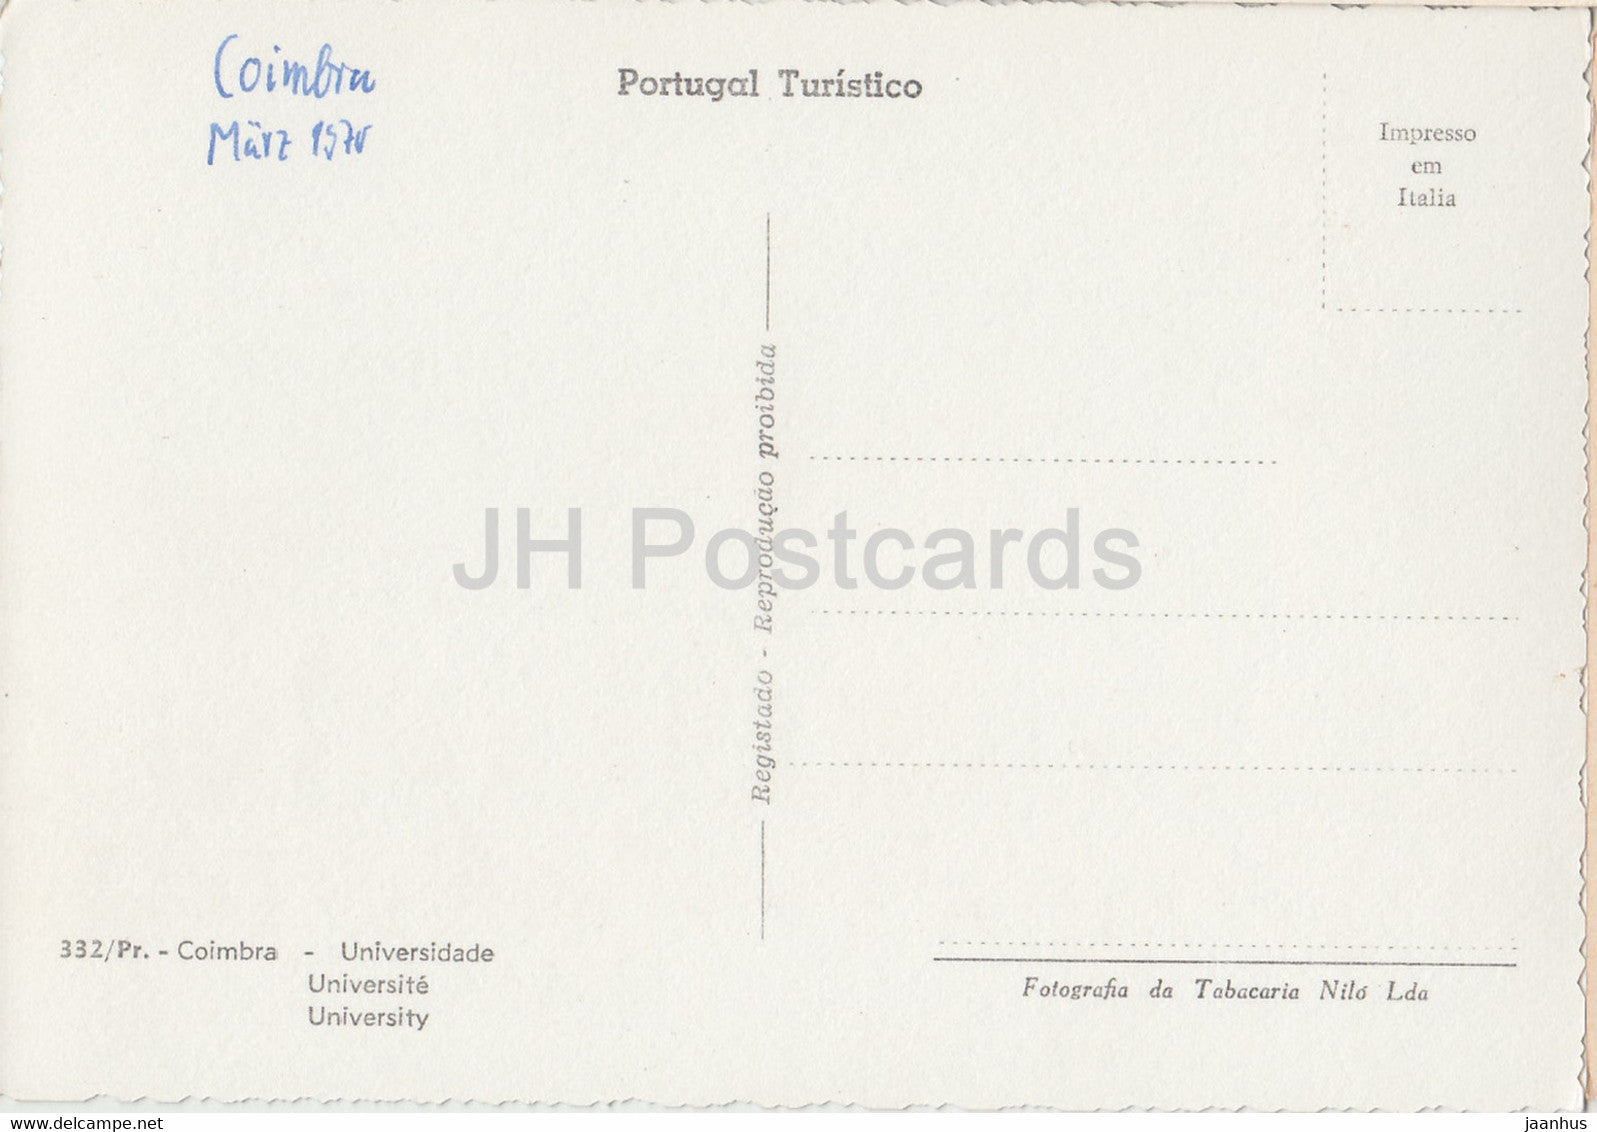 Coimbra
März 1970
Portugal Turístico
Impresso
em
Italia
Registado - Reprodução proibida
JH Postcards
332/Pr. - Coimbra - Universidade
Université
University
Fotografia da Tabacaria Niló Lda
www.delcampe.net
jaanhus